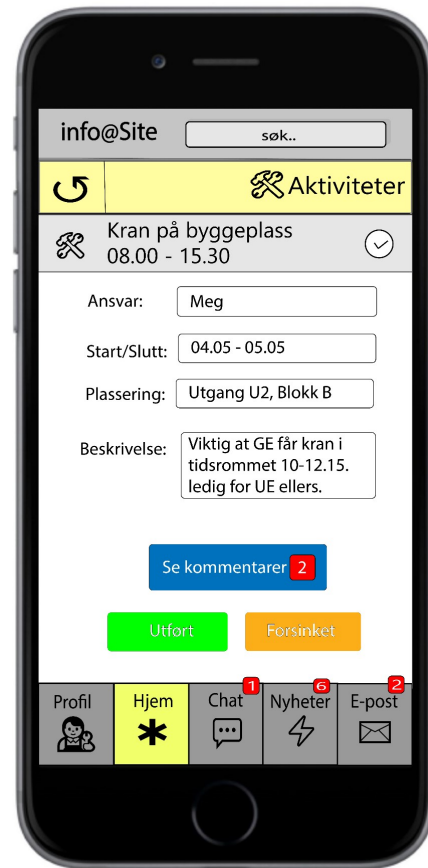 info@Site
søk..
Aktiviteter
Kran på byggeplass
08.00 - 15.30
Ansvar: Meg
Start/Slutt: 04.05 - 05.05
Plassering: Utgang U2, Blokk B
Beskrivelse: Viktig at GE får kran i
tidsrommet 10-12.15.
ledig for UE ellers.
Se kommentarer 2
Utført Forsinket
1 6 2
Profil Hjem Chat Nyheter E-post